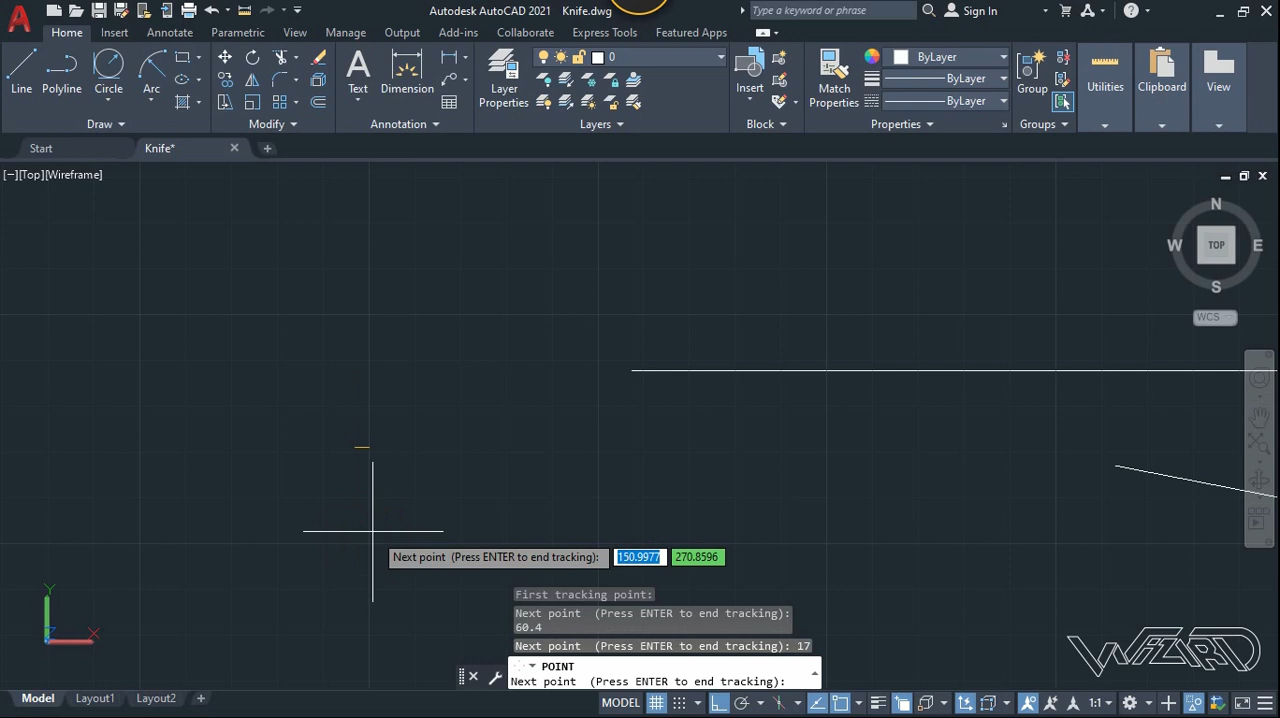 Autodesk AutoCAD 2021 Knife.dwg
Type a keyword or phrase
Sign In
Home Insert Annotate Parametric View Manage Output Add-ins Collaborate Express Tools Featured Apps
0
ByLayer
ByLayer
ByLayer
Line Polyline Circle Arc
Text Dimension
Layer Properties
Insert
Match Properties
Group
Utilities
Clipboard
View
Draw Modify Annotation Layers Block Properties Groups
Start Knife*
[−][Top][Wireframe]
N
W TOP E
S
WCS
Next point (Press ENTER to end tracking): 150.9977 270.8596
First tracking point:
Next point (Press ENTER to end tracking):
60.4
Next point (Press ENTER to end tracking): 17
POINT
Next point (Press ENTER to end tracking):
Y
X
WFZARD
Model Layout1 Layout2 +
MODEL 1:1